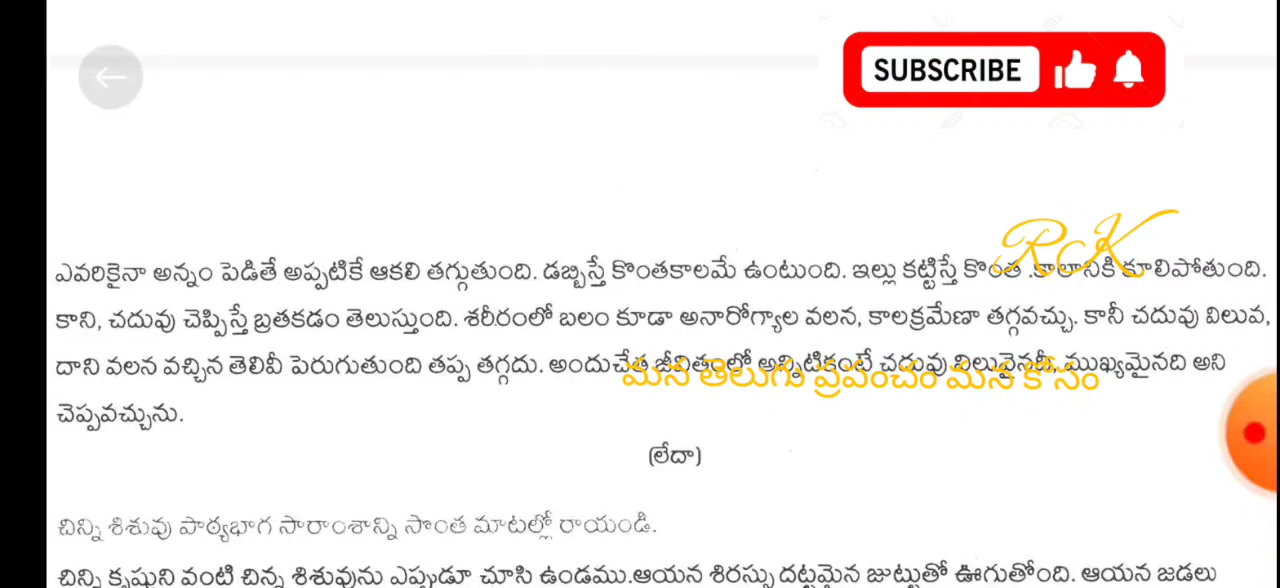 SUBSCRIBE
RCK
ఎవరికైనా అన్నం పెడితే అప్పటికే ఆకలి తగ్గుతుంది. డబ్బిస్తే కొంతకాలమే ఉంటుంది. ఇల్లు కట్టిస్తే కొంత కాలానికి కూలిపోతుంది.
కాని, చదువు చెప్పిస్తే బ్రతకడం తెలుస్తుంది. శరీరంలో బలం కూడా అనారోగ్యాల వలన, కాలక్రమేణా తగ్గవచ్చు. కానీ చదువు విలువ,
దాని వలన వచ్చిన తెలివీ పెరుగుతుంది తప్ప తగ్గదు. అందుచేత జీవితంలో అన్నిటికంటే చదువు విలువైనదీ, ముఖ్యమైనది అని
మన తెలుగు ప్రపంచం మన కోసం
చెప్పవచ్చును.
(లేదా)
చిన్ని శిశువు పాఠ్యభాగ సారాంశాన్ని సొంత మాటల్లో రాయండి.
చిన్ని కృష్ణుని వంటి చిన్న శిశువును ఎప్పుడూ చూసి ఉండము.ఆయన శిరస్సు దట్టమైన జుట్టుతో ఊగుతోంది. ఆయన జడలు